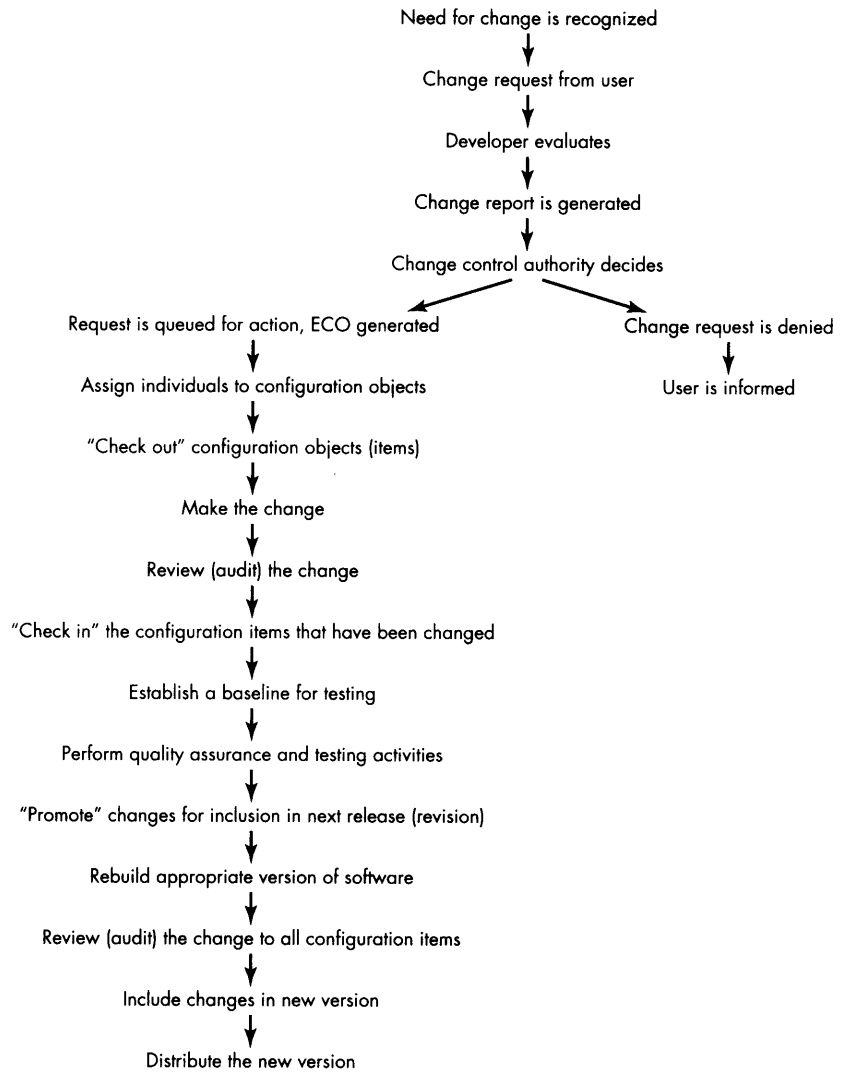 Need for change is recognized
Change request from user
Developer evaluates
Change report is generated
Change control authority decides
Request is queued for action, ECO generated
Change request is denied
Assign individuals to configuration objects
User is informed
“Check out” configuration objects (items)
Make the change
Review (audit) the change
“Check in” the configuration items that have been changed
Establish a baseline for testing
Perform quality assurance and testing activities
“Promote” changes for inclusion in next release (revision)
Rebuild appropriate version of software
Review (audit) the change to all configuration items
Include changes in new version
Distribute the new version